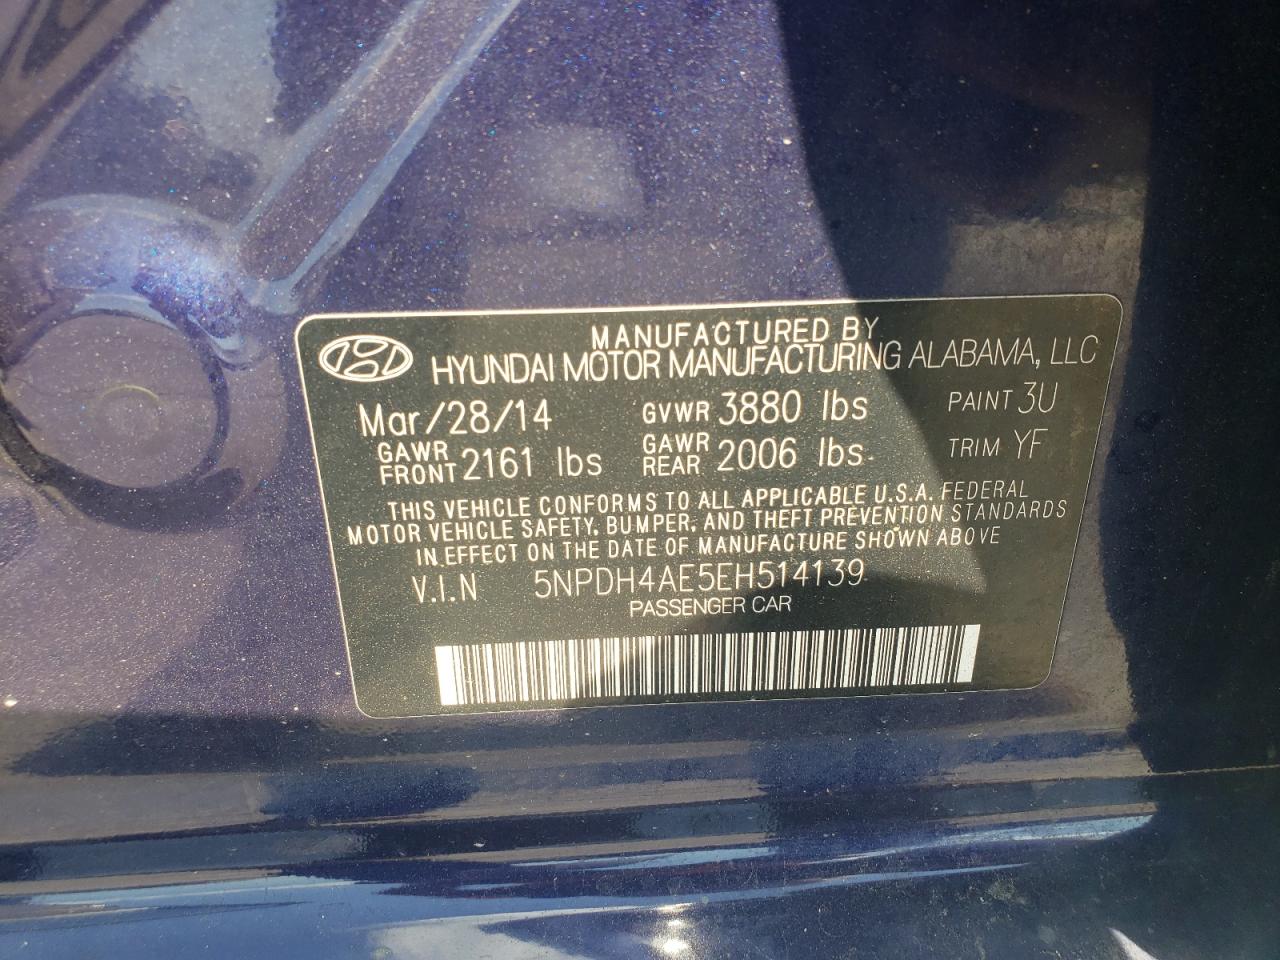 MANUFACTURED BY
HYUNDAI MOTOR MANUFACTURING ALABAMA, LLC
Mar/28/14 GVWR 3880 lbs PAINT 3U
GAWR FRONT 2161 lbs GAWR REAR 2006 lbs TRIM YF
THIS VEHICLE CONFORMS TO ALL APPLICABLE U.S.A. FEDERAL
MOTOR VEHICLE SAFETY, BUMPER, AND THEFT PREVENTION STANDARDS
IN EFFECT ON THE DATE OF MANUFACTURE SHOWN ABOVE
V.I.N 5NPDH4AE5EH514139
PASSENGER CAR